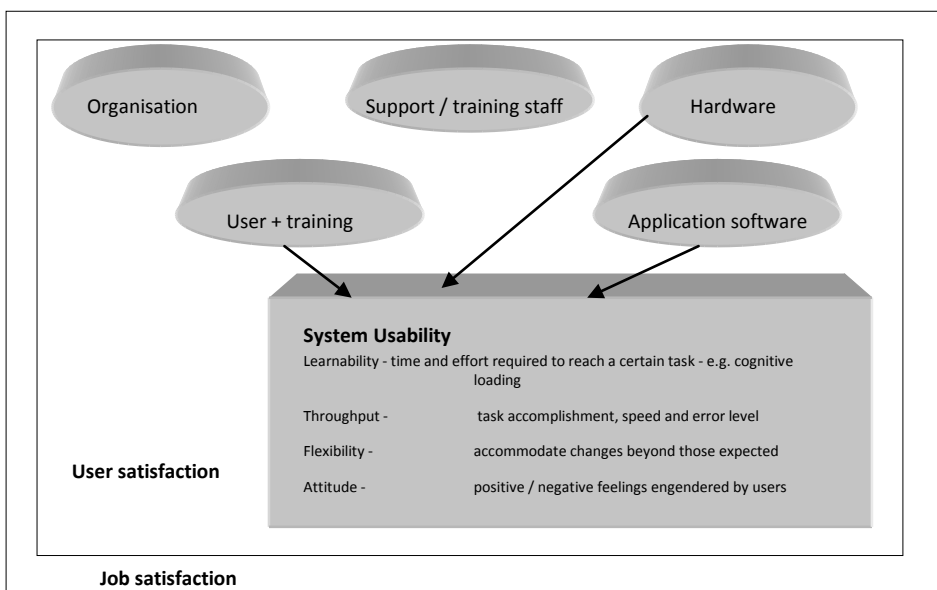 Organisation
Support / training staff
Hardware
User + training
Application software
System Usability
Learnability - time and effort required to reach a certain task - e.g. cognitive
loading
Throughput - task accomplishment, speed and error level
Flexibility - accommodate changes beyond those expected
Attitude - positive / negative feelings engendered by users
User satisfaction
Job satisfaction